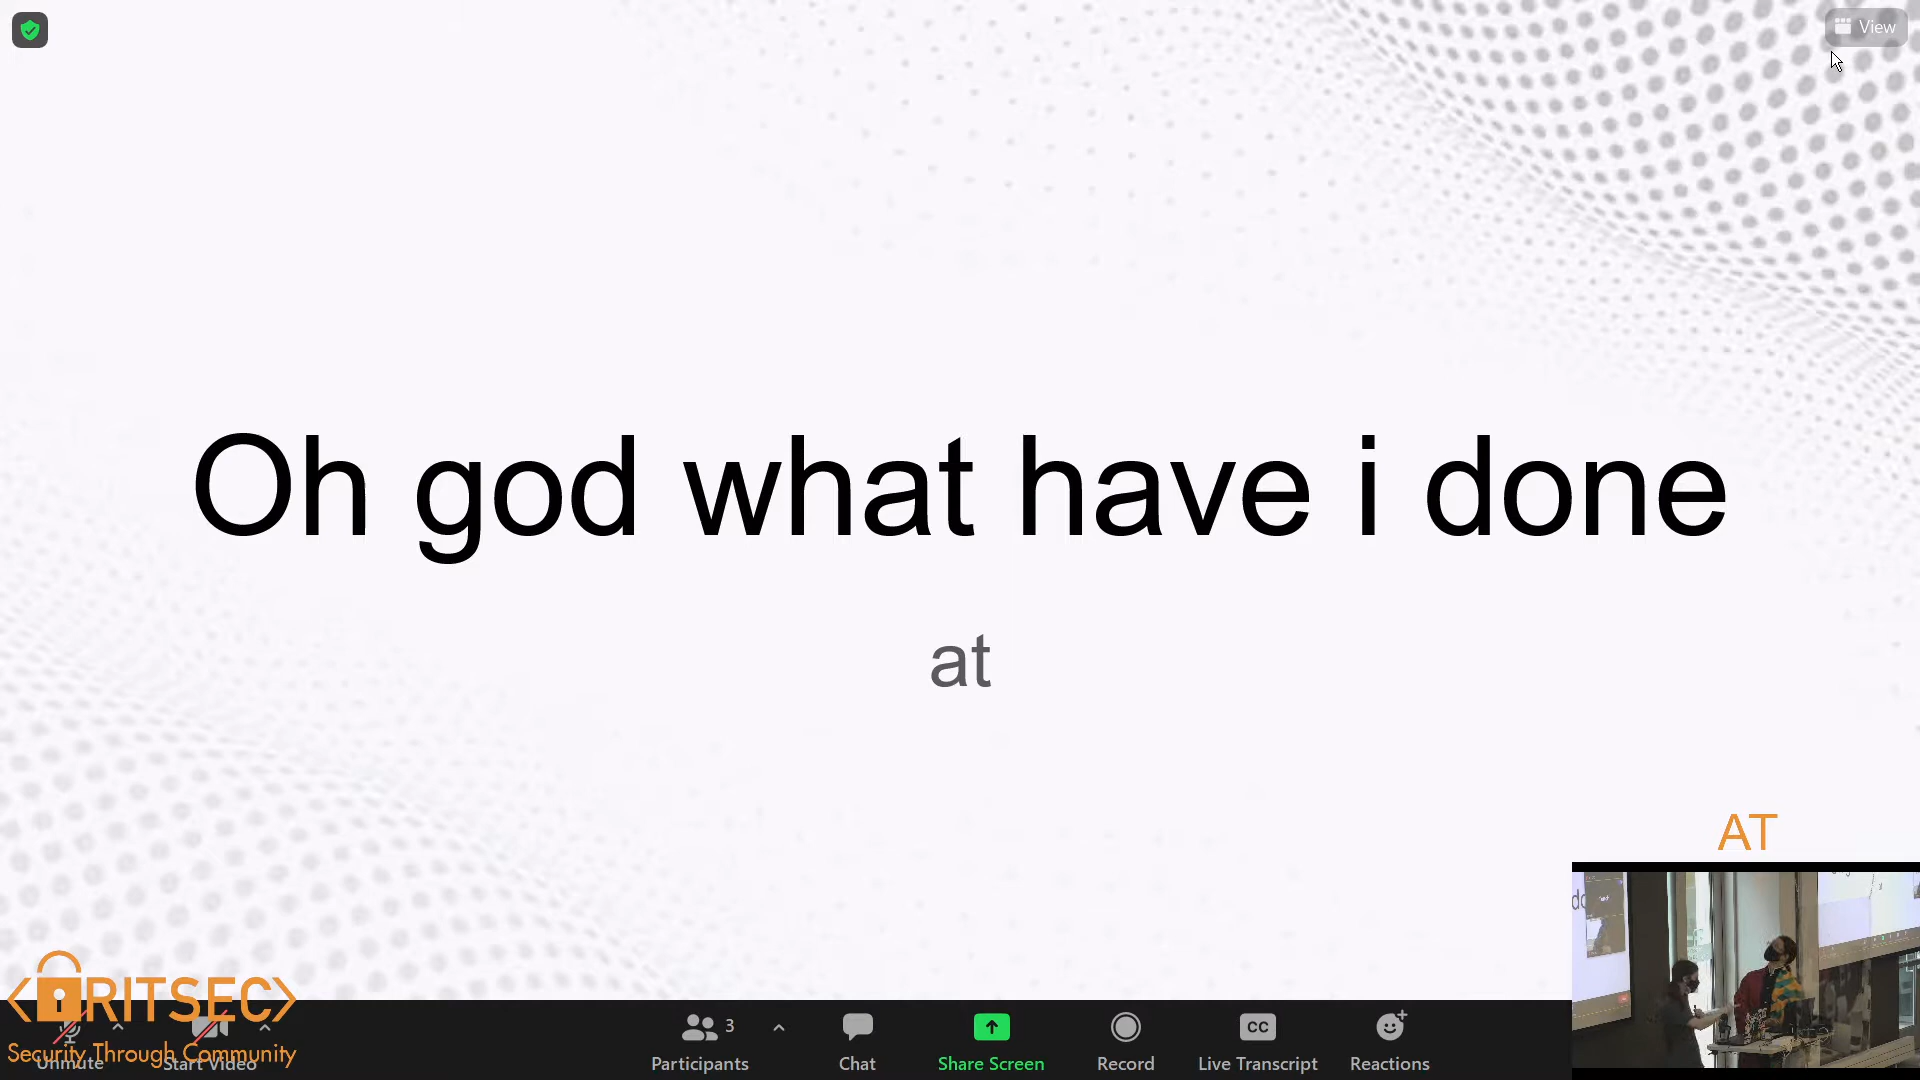 View
Oh god what have i done
at
AT
RITSEC
Security Through Community
Unmute
Start Video
3
Participants
Chat
Share Screen
Record
CC
Live Transcript
Reactions